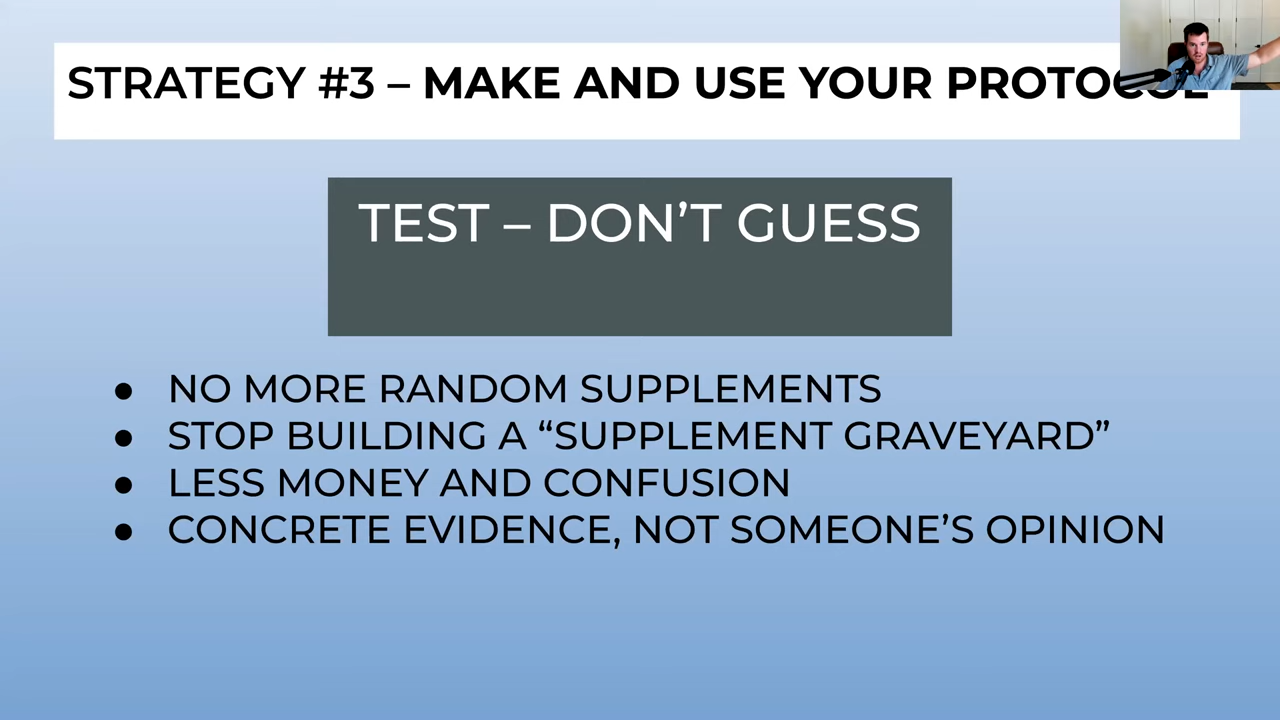 STRATEGY #3 – MAKE AND USE YOUR PROTOCOL
TEST – DON’T GUESS
● NO MORE RANDOM SUPPLEMENTS
● STOP BUILDING A “SUPPLEMENT GRAVEYARD”
● LESS MONEY AND CONFUSION
● CONCRETE EVIDENCE, NOT SOMEONE’S OPINION